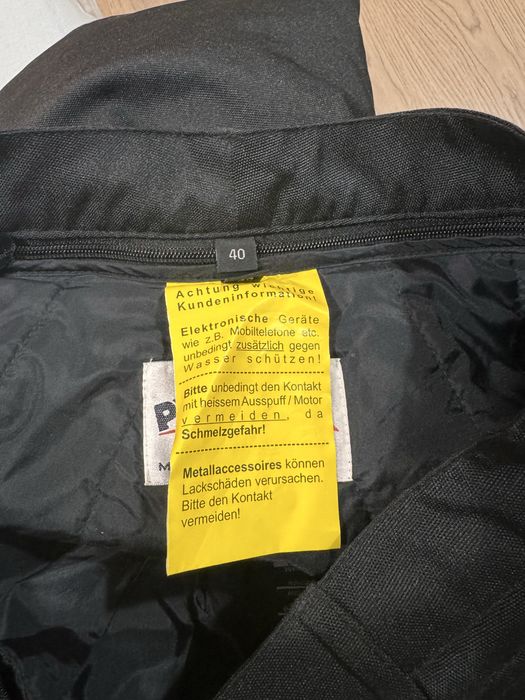 40
Achtung wichtige
Kundeninformation!
Elektronische Geräte
wie z.B. Mobiltelefone etc.
unbedingt zusätzlich gegen
Wasser schützen!
Bitte unbedingt den Kontakt
mit heissem Auspuff / Motor
vermeiden, da
Schmelzgefahr!
Metallaccessoires können
Lackschäden verursachen.
Bitte den Kontakt
vermeiden!